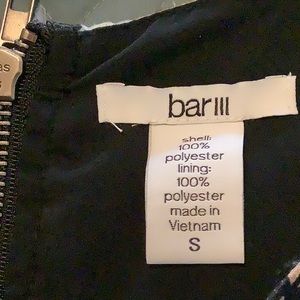 bar III
shell:
100%
polyester
lining:
100%
polyester
made in
Vietnam
S